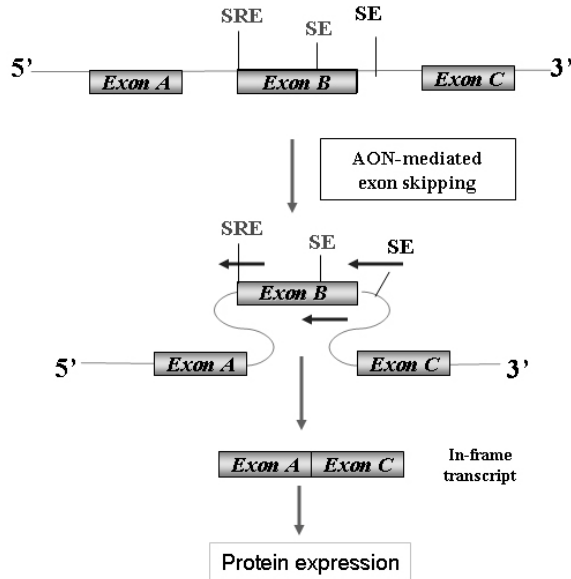 SRE SE SE
5’ Exon A Exon B Exon C 3’
AON-mediated
exon skipping
SRE SE SE
Exon B
5’ Exon A Exon C 3’
Exon A Exon C
In-frame
transcript
Protein expression